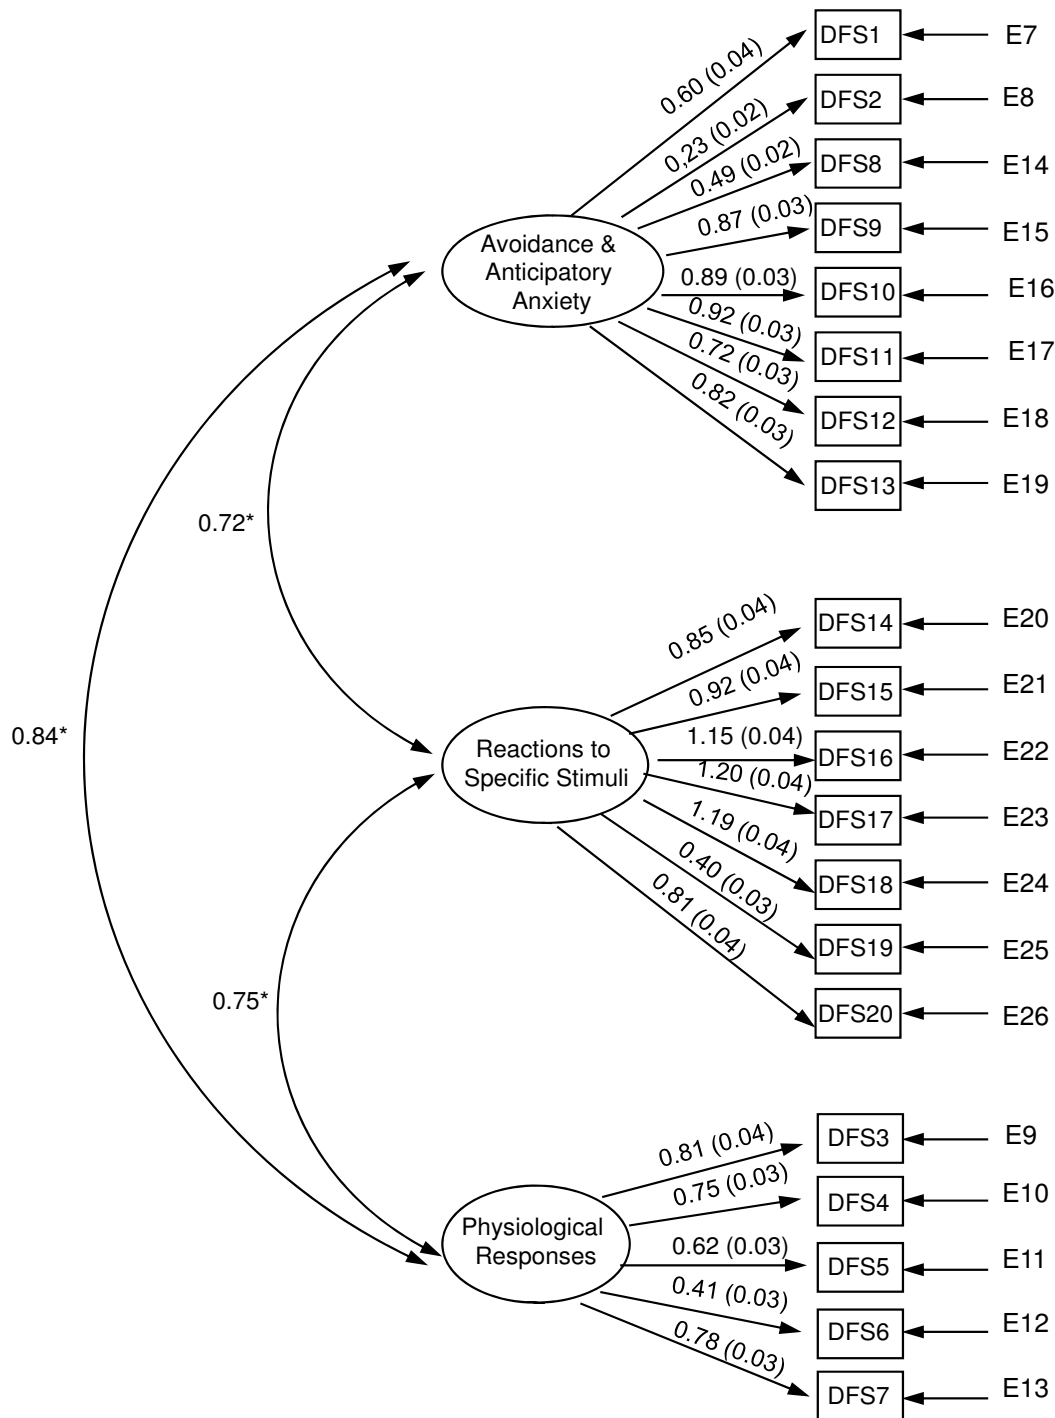 0.60 (0.04)
DFS1
E7
0,23 (0.02)
DFS2
E8
0.49 (0.02)
DFS8
E14
0.87 (0.03)
DFS9
E15
Avoidance &
Anticipatory
Anxiety
0.89 (0.03)
DFS10
E16
0.92 (0.03)
DFS11
E17
0.72 (0.03)
DFS12
E18
0.82 (0.03)
DFS13
E19
0.72*
0.84*
0.85 (0.04)
DFS14
E20
0.92 (0.04)
DFS15
E21
Reactions to
Specific Stimuli
1.15 (0.04)
DFS16
E22
1.20 (0.04)
DFS17
E23
1.19 (0.04)
DFS18
E24
0.40 (0.03)
DFS19
E25
0.81 (0.04)
DFS20
E26
0.75*
0.81 (0.04)
DFS3
E9
0.75 (0.03)
DFS4
E10
Physiological
Responses
0.62 (0.03)
DFS5
E11
0.41 (0.03)
DFS6
E12
0.78 (0.03)
DFS7
E13